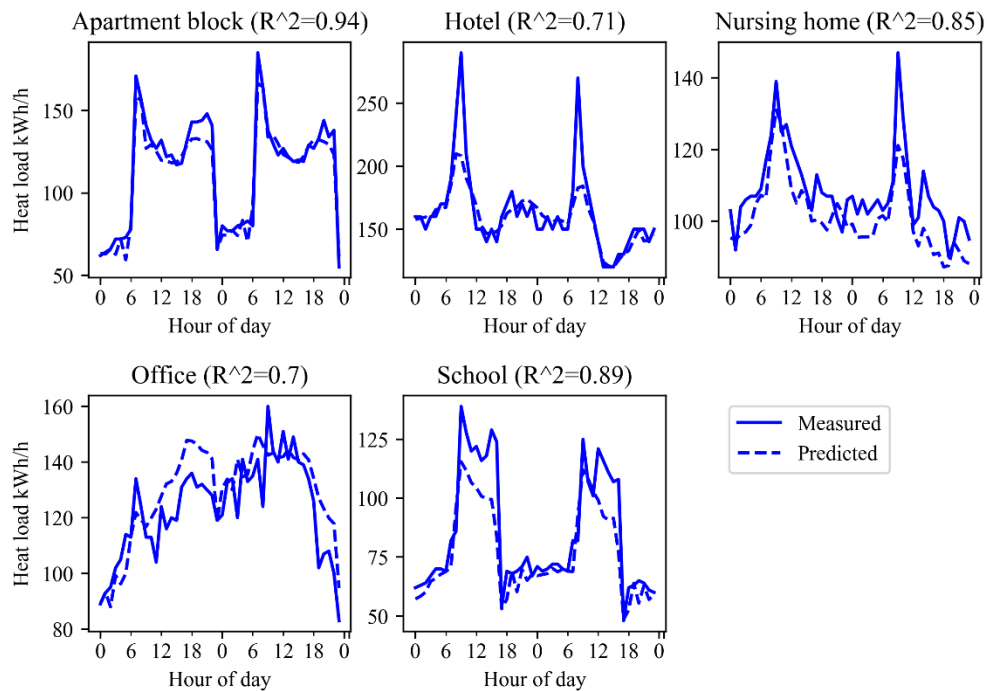 Apartment block (R^2=0.94)
Hotel (R^2=0.71)
Nursing home (R^2=0.85)
Heat load kWh/h
150
100
50
0 6 12 18 0 6 12 18 0
Hour of day
250
200
150
0 6 12 18 0 6 12 18 0
Hour of day
140
120
100
0 6 12 18 0 6 12 18 0
Hour of day
Office (R^2=0.7)
School (R^2=0.89)
Heat load kWh/h
160
140
120
100
80
0 6 12 18 0 6 12 18 0
Hour of day
125
100
75
50
0 6 12 18 0 6 12 18 0
Hour of day
Measured
Predicted